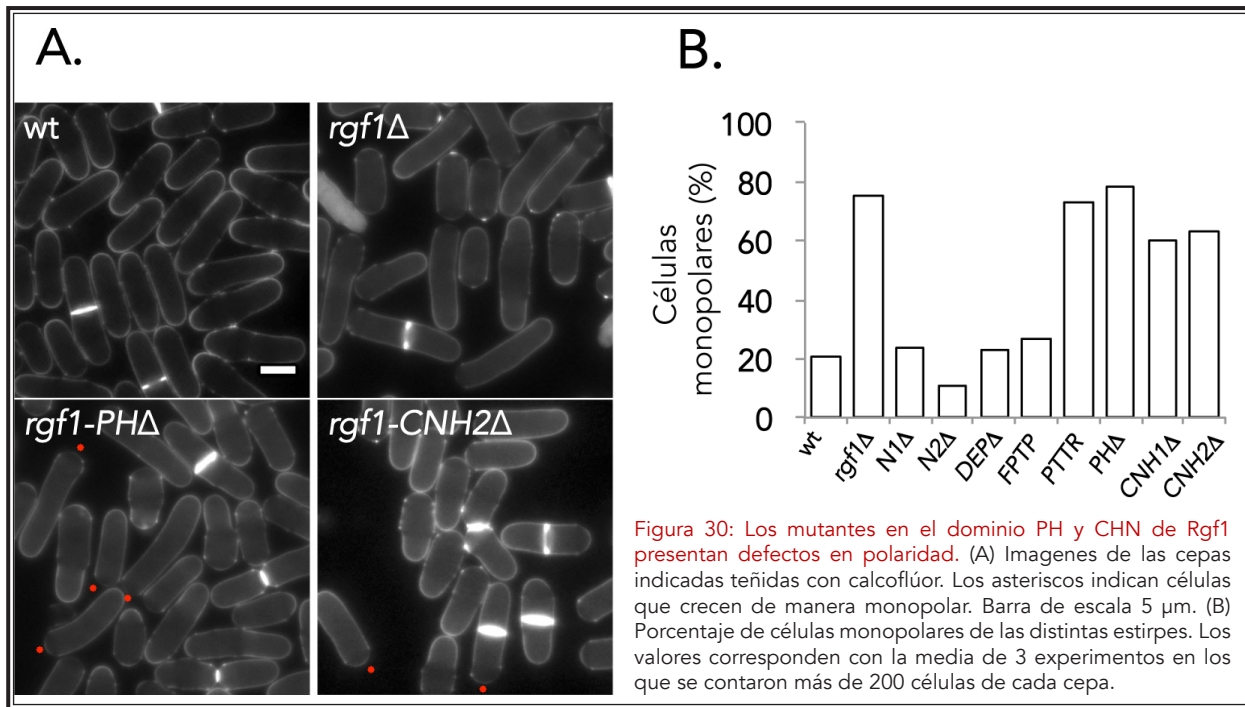 A.
wt
rgf1Δ
rgf1-PHΔ
rgf1-CNH2Δ
B.
Células
monopolares (%)
100
80
60
40
20
0
wt
rgf1Δ
N1Δ
N2Δ
DEPΔ
FPTP
PTTR
PHΔ
CNH1Δ
CNH2Δ
Figura 30: Los mutantes en el dominio PH y CHN de Rgf1
presentan defectos en polaridad. (A) Imagenes de las cepas
indicadas teñidas con calcoflúor. Los asteriscos indican células
que crecen de manera monopolar. Barra de escala 5 µm. (B)
Porcentaje de células monopolares de las distintas estirpes. Los
valores corresponden con la media de 3 experimentos en los
que se contaron más de 200 células de cada cepa.